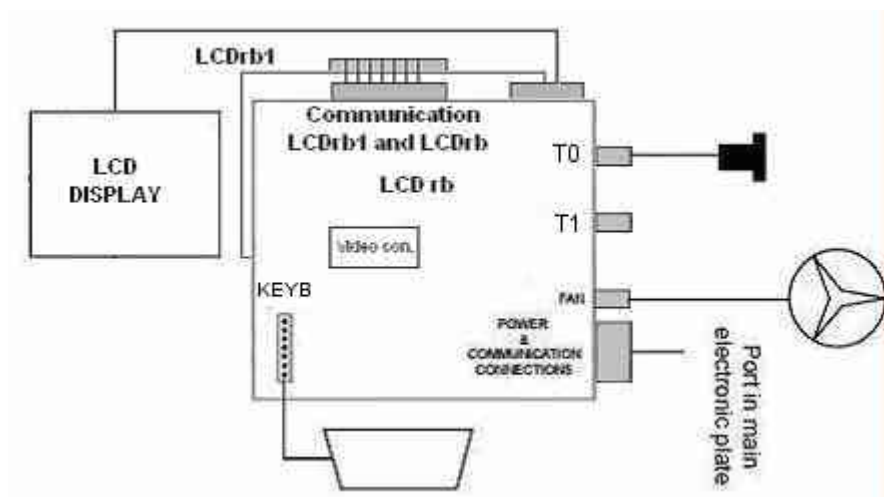 LCDrb1
Communication
LCDrb1 and LCDrb
LCD rb
LCD
DISPLAY
T0
T1
Video con.
KEYB
FAN
POWER
&
COMMUNICATION
CONNECTIONS
Port in main
electronic plate